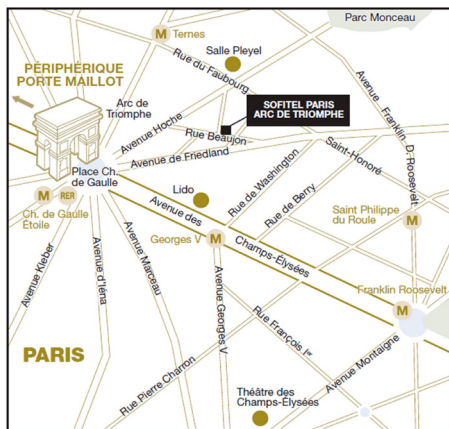 Parc Monceau
M Ternes
Salle Pleyel
Rue du Faubourg
PÉRIPHÉRIQUE
PORTE MAILLOT
SOFITEL PARIS
ARC DE TRIOMPHE
Arc de
Triomphe
Avenue Hoche
Rue Beaujon
Avenue Franklin D. Roosevelt
Saint-Honoré
Avenue de Friedland
Place Ch.
de Gaulle
M RER
Ch. de Gaulle
Étoile
Lido
Rue de Washington
Rue de Berry
Avenue des
Champs-Élysées
Saint Philippe
du Roule
M
Georges V
M
Avenue Kleber
Avenue d'Iéna
Avenue Marceau
Avenue Georges V
Franklin Roosevelt
M
Rue François Ier
PARIS
Rue Pierre Charron
Avenue Montaigne
Théâtre des
Champs-Élysées